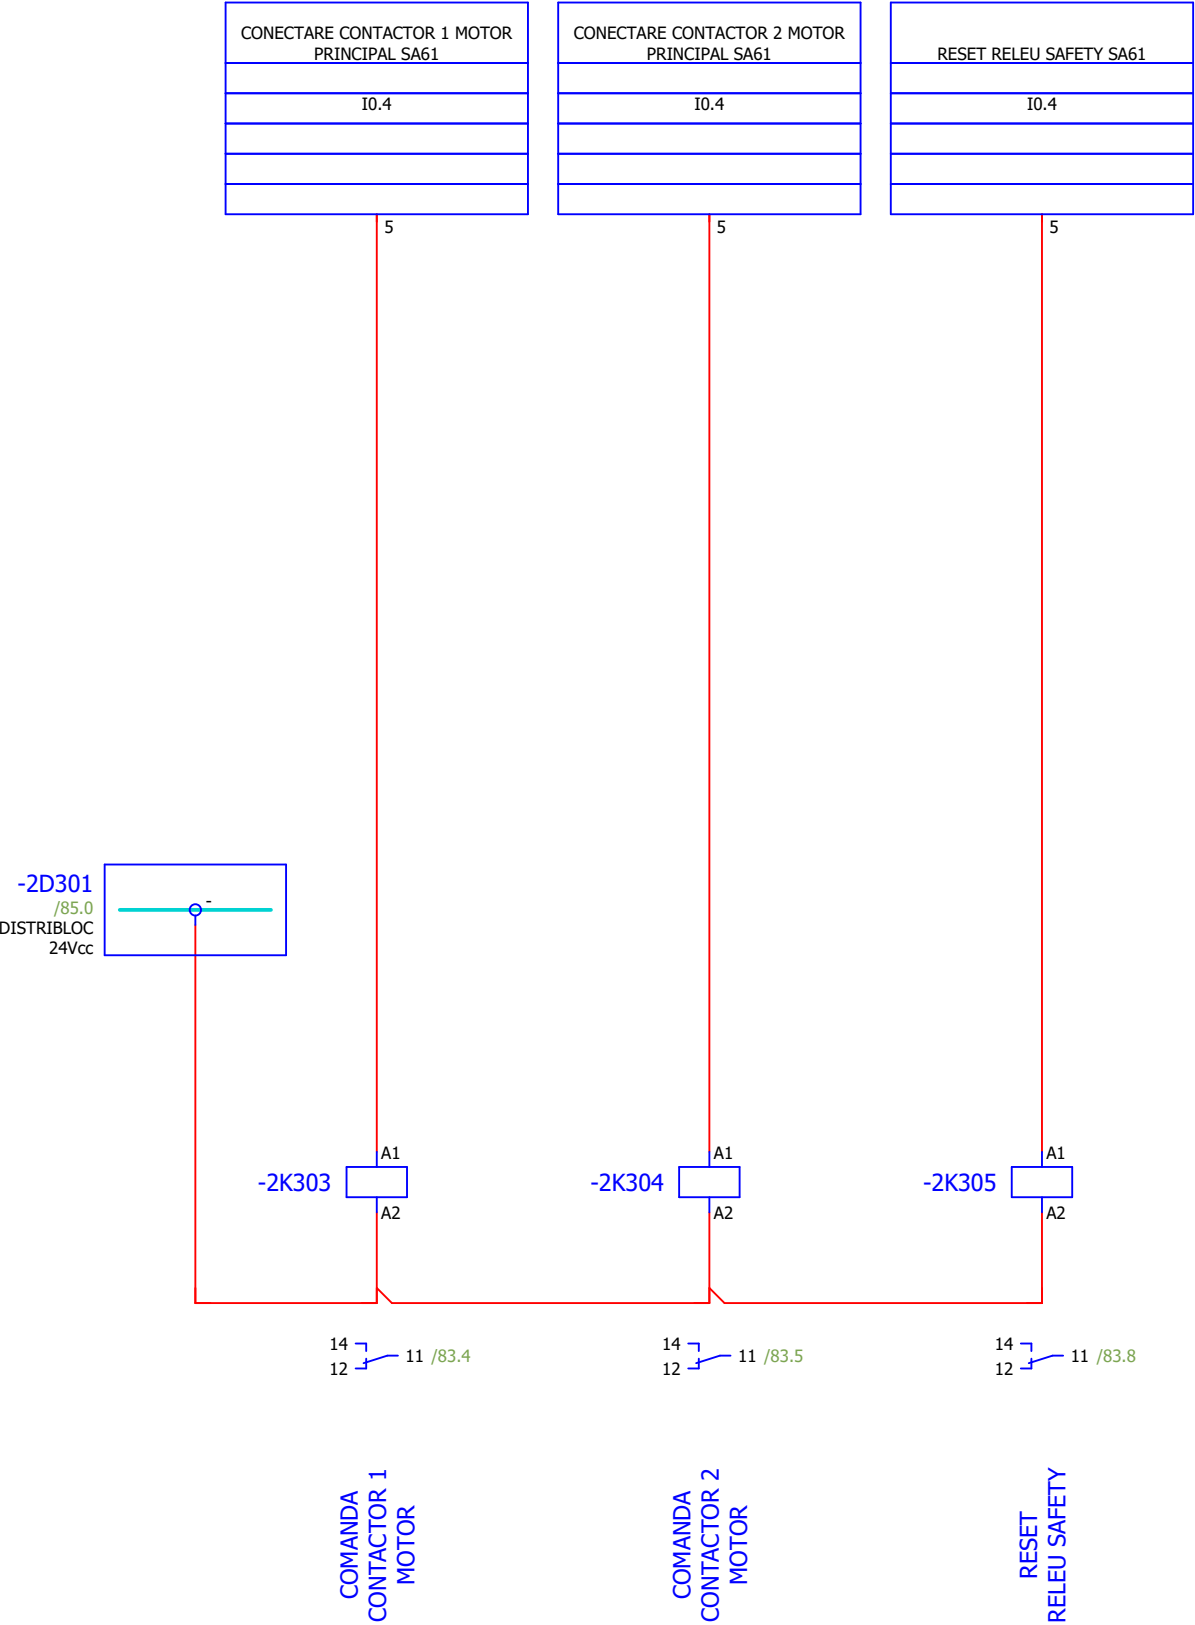 CONECTARE CONTACTOR 1 MOTOR
PRINCIPAL SA61
I0.4
5
CONECTARE CONTACTOR 2 MOTOR
PRINCIPAL SA61
I0.4
5
RESET RELEU SAFETY SA61
I0.4
5
-2D301
/85.0
DISTRIBLOC
24Vcc
-
-2K303
A1
A2
-2K304
A1
A2
-2K305
A1
A2
14
12
11 /83.4
14
12
11 /83.5
14
12
11 /83.8
COMANDA
CONTACTOR 1
MOTOR
COMANDA
CONTACTOR 2
MOTOR
RESET
RELEU SAFETY